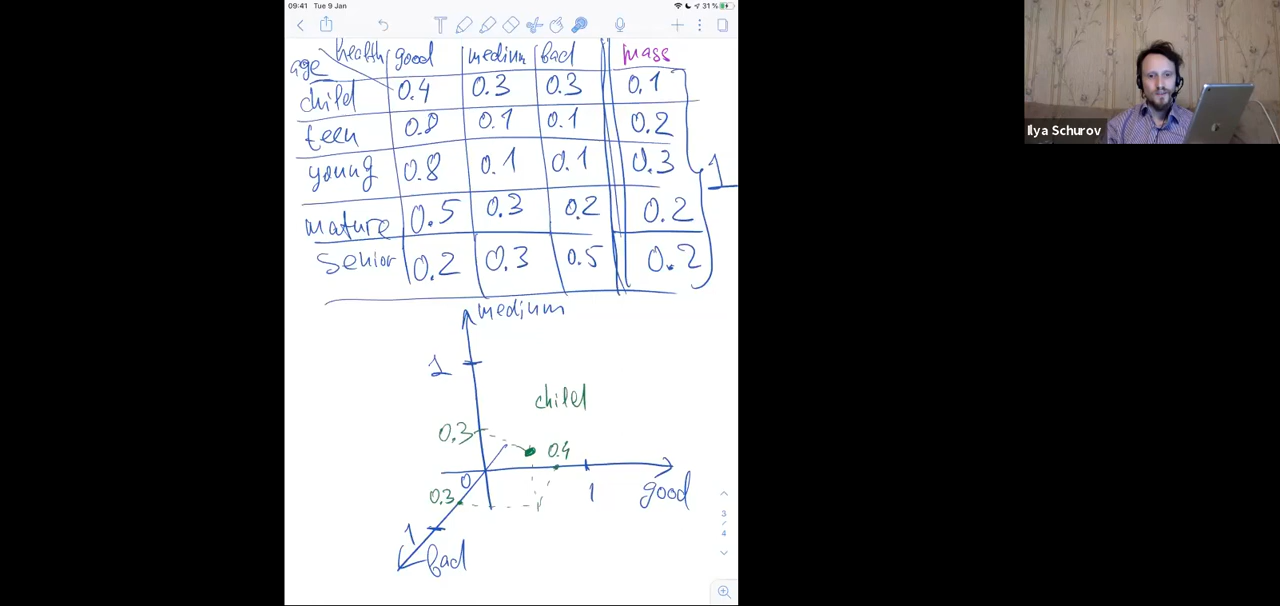 09:41 Tue 9 Jan
31%
T
health
age
good medium bad mass
child 0.4 0.3 0.3 0.1
teen 0.8 0.1 0.1 0.2
young 0.8 0.1 0.1 0.3
1
mature 0.5 0.3 0.2 0.2
senior 0.2 0.3 0.5 0.2
medium
1
child
0.3
0.4
0
0.3
1
good
1
bad
3
/
4
Ilya Schurov